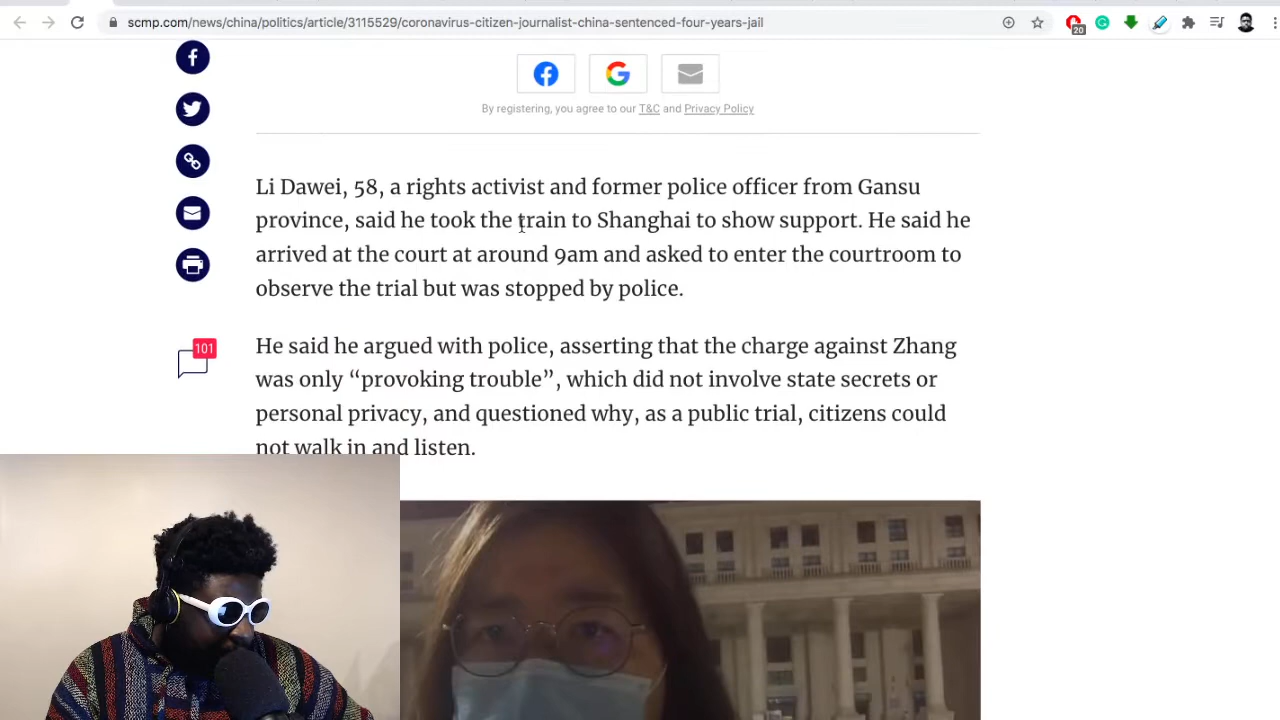 scmp.com/news/china/politics/article/3115529/coronavirus-citizen-journalist-china-sentenced-four-years-jail
20
By registering, you agree to our T&C and Privacy Policy
Li Dawei, 58, a rights activist and former police officer from Gansu
province, said he took the train to Shanghai to show support. He said he
arrived at the court at around 9am and asked to enter the courtroom to
observe the trial but was stopped by police.
101
He said he argued with police, asserting that the charge against Zhang
was only “provoking trouble”, which did not involve state secrets or
personal privacy, and questioned why, as a public trial, citizens could
not walk in and listen.